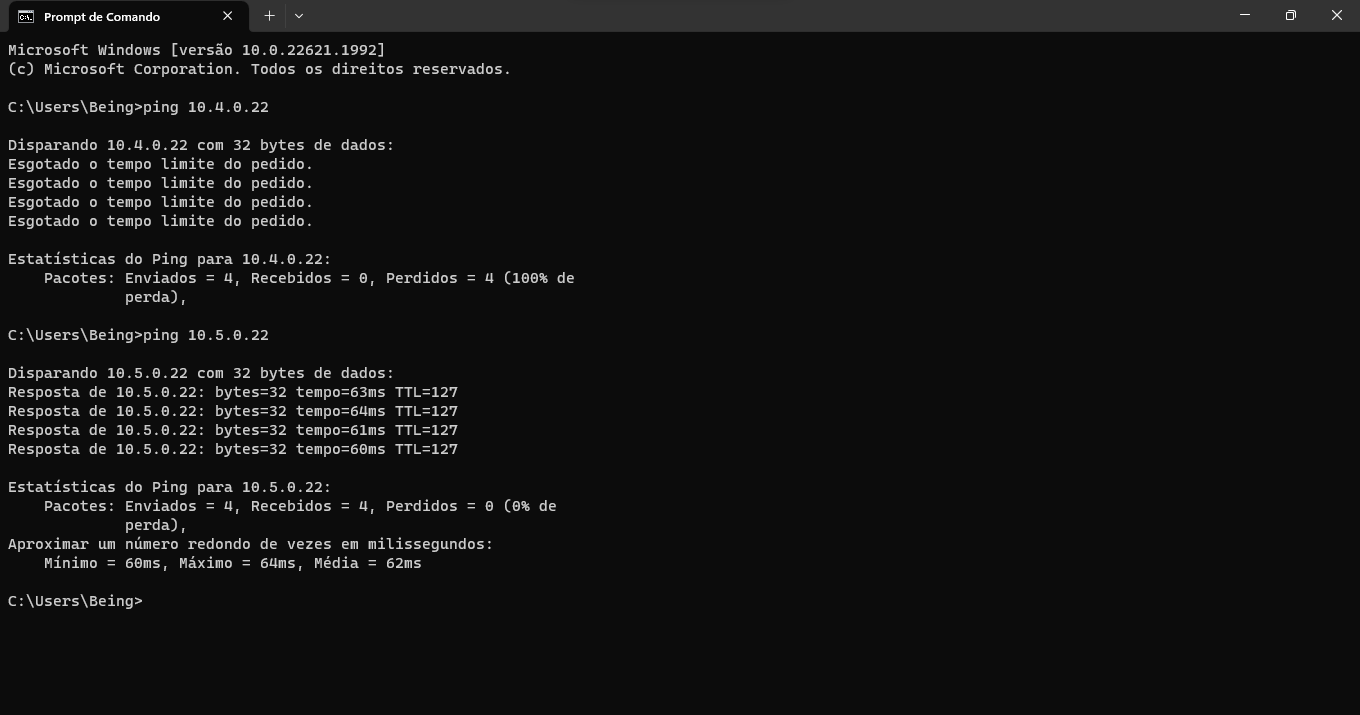 Prompt de Comando
Microsoft Windows [versão 10.0.22621.1992]
(c) Microsoft Corporation. Todos os direitos reservados.
C:\Users\Being>ping 10.4.0.22
Disparando 10.4.0.22 com 32 bytes de dados:
Esgotado o tempo limite do pedido.
Esgotado o tempo limite do pedido.
Esgotado o tempo limite do pedido.
Esgotado o tempo limite do pedido.
Estatísticas do Ping para 10.4.0.22:
    Pacotes: Enviados = 4, Recebidos = 0, Perdidos = 4 (100% de
             perda),
C:\Users\Being>ping 10.5.0.22
Disparando 10.5.0.22 com 32 bytes de dados:
Resposta de 10.5.0.22: bytes=32 tempo=63ms TTL=127
Resposta de 10.5.0.22: bytes=32 tempo=64ms TTL=127
Resposta de 10.5.0.22: bytes=32 tempo=61ms TTL=127
Resposta de 10.5.0.22: bytes=32 tempo=60ms TTL=127
Estatísticas do Ping para 10.5.0.22:
    Pacotes: Enviados = 4, Recebidos = 4, Perdidos = 0 (0% de
             perda),
Aproximar um número redondo de vezes em milissegundos:
    Mínimo = 60ms, Máximo = 64ms, Média = 62ms
C:\Users\Being>